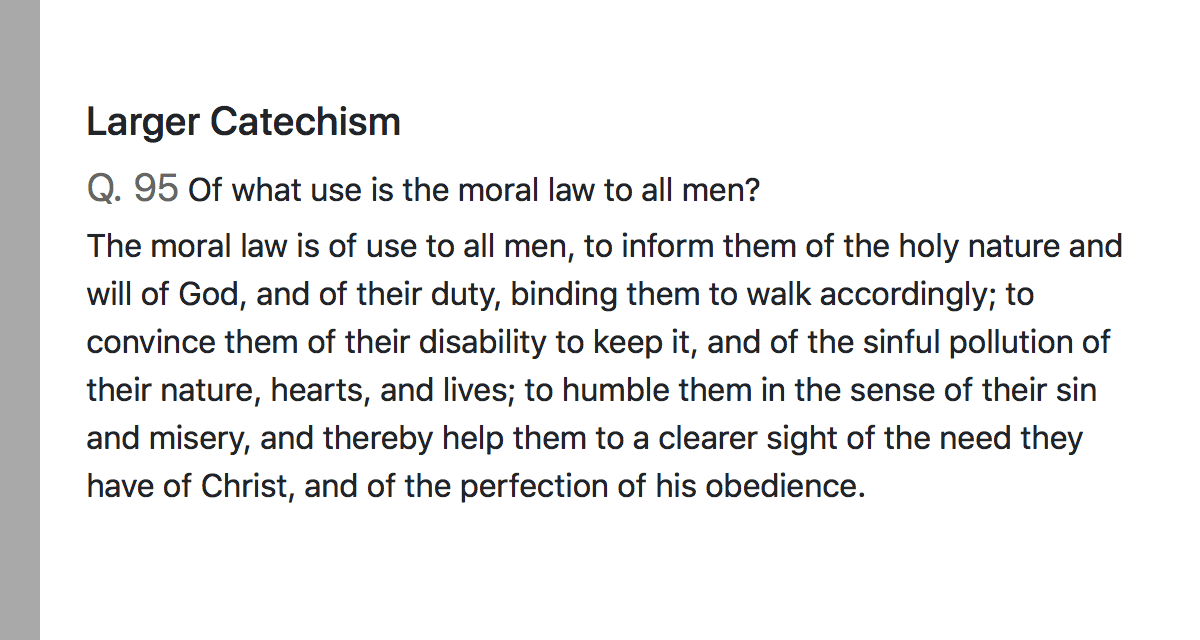 Larger Catechism
Q. 95 Of what use is the moral law to all men?
The moral law is of use to all men, to inform them of the holy nature and
will of God, and of their duty, binding them to walk accordingly; to
convince them of their disability to keep it, and of the sinful pollution of
their nature, hearts, and lives; to humble them in the sense of their sin
and misery, and thereby help them to a clearer sight of the need they
have of Christ, and of the perfection of his obedience.